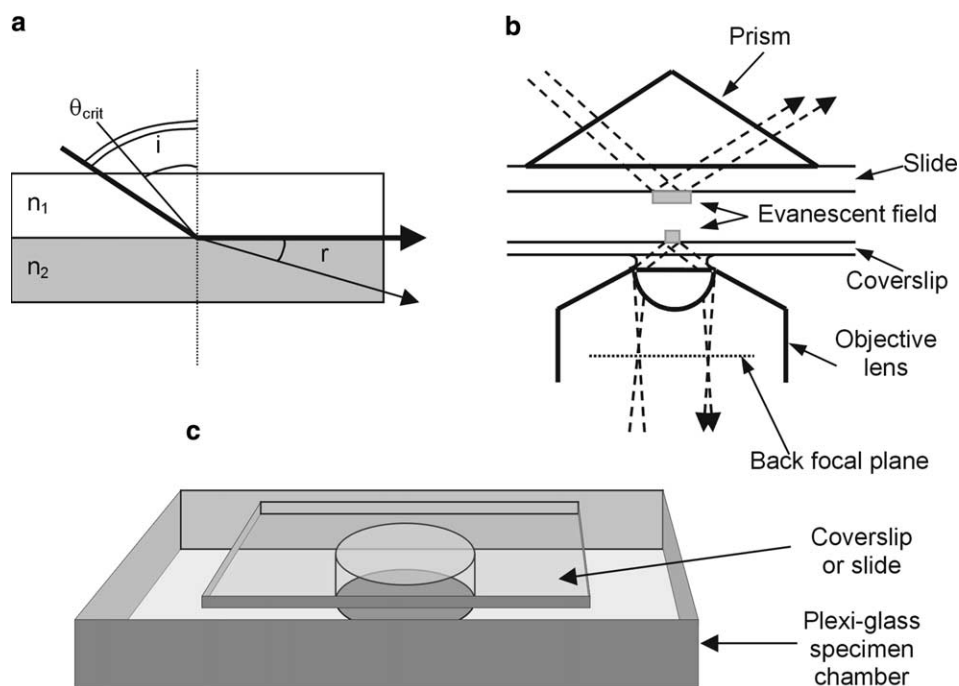 a
θcrit
i
n1
n2
r
b
Prism
Slide
Evanescent field
Coverslip
Objective
lens
Back focal plane
c
Coverslip
or slide
Plexi-glass
specimen
chamber